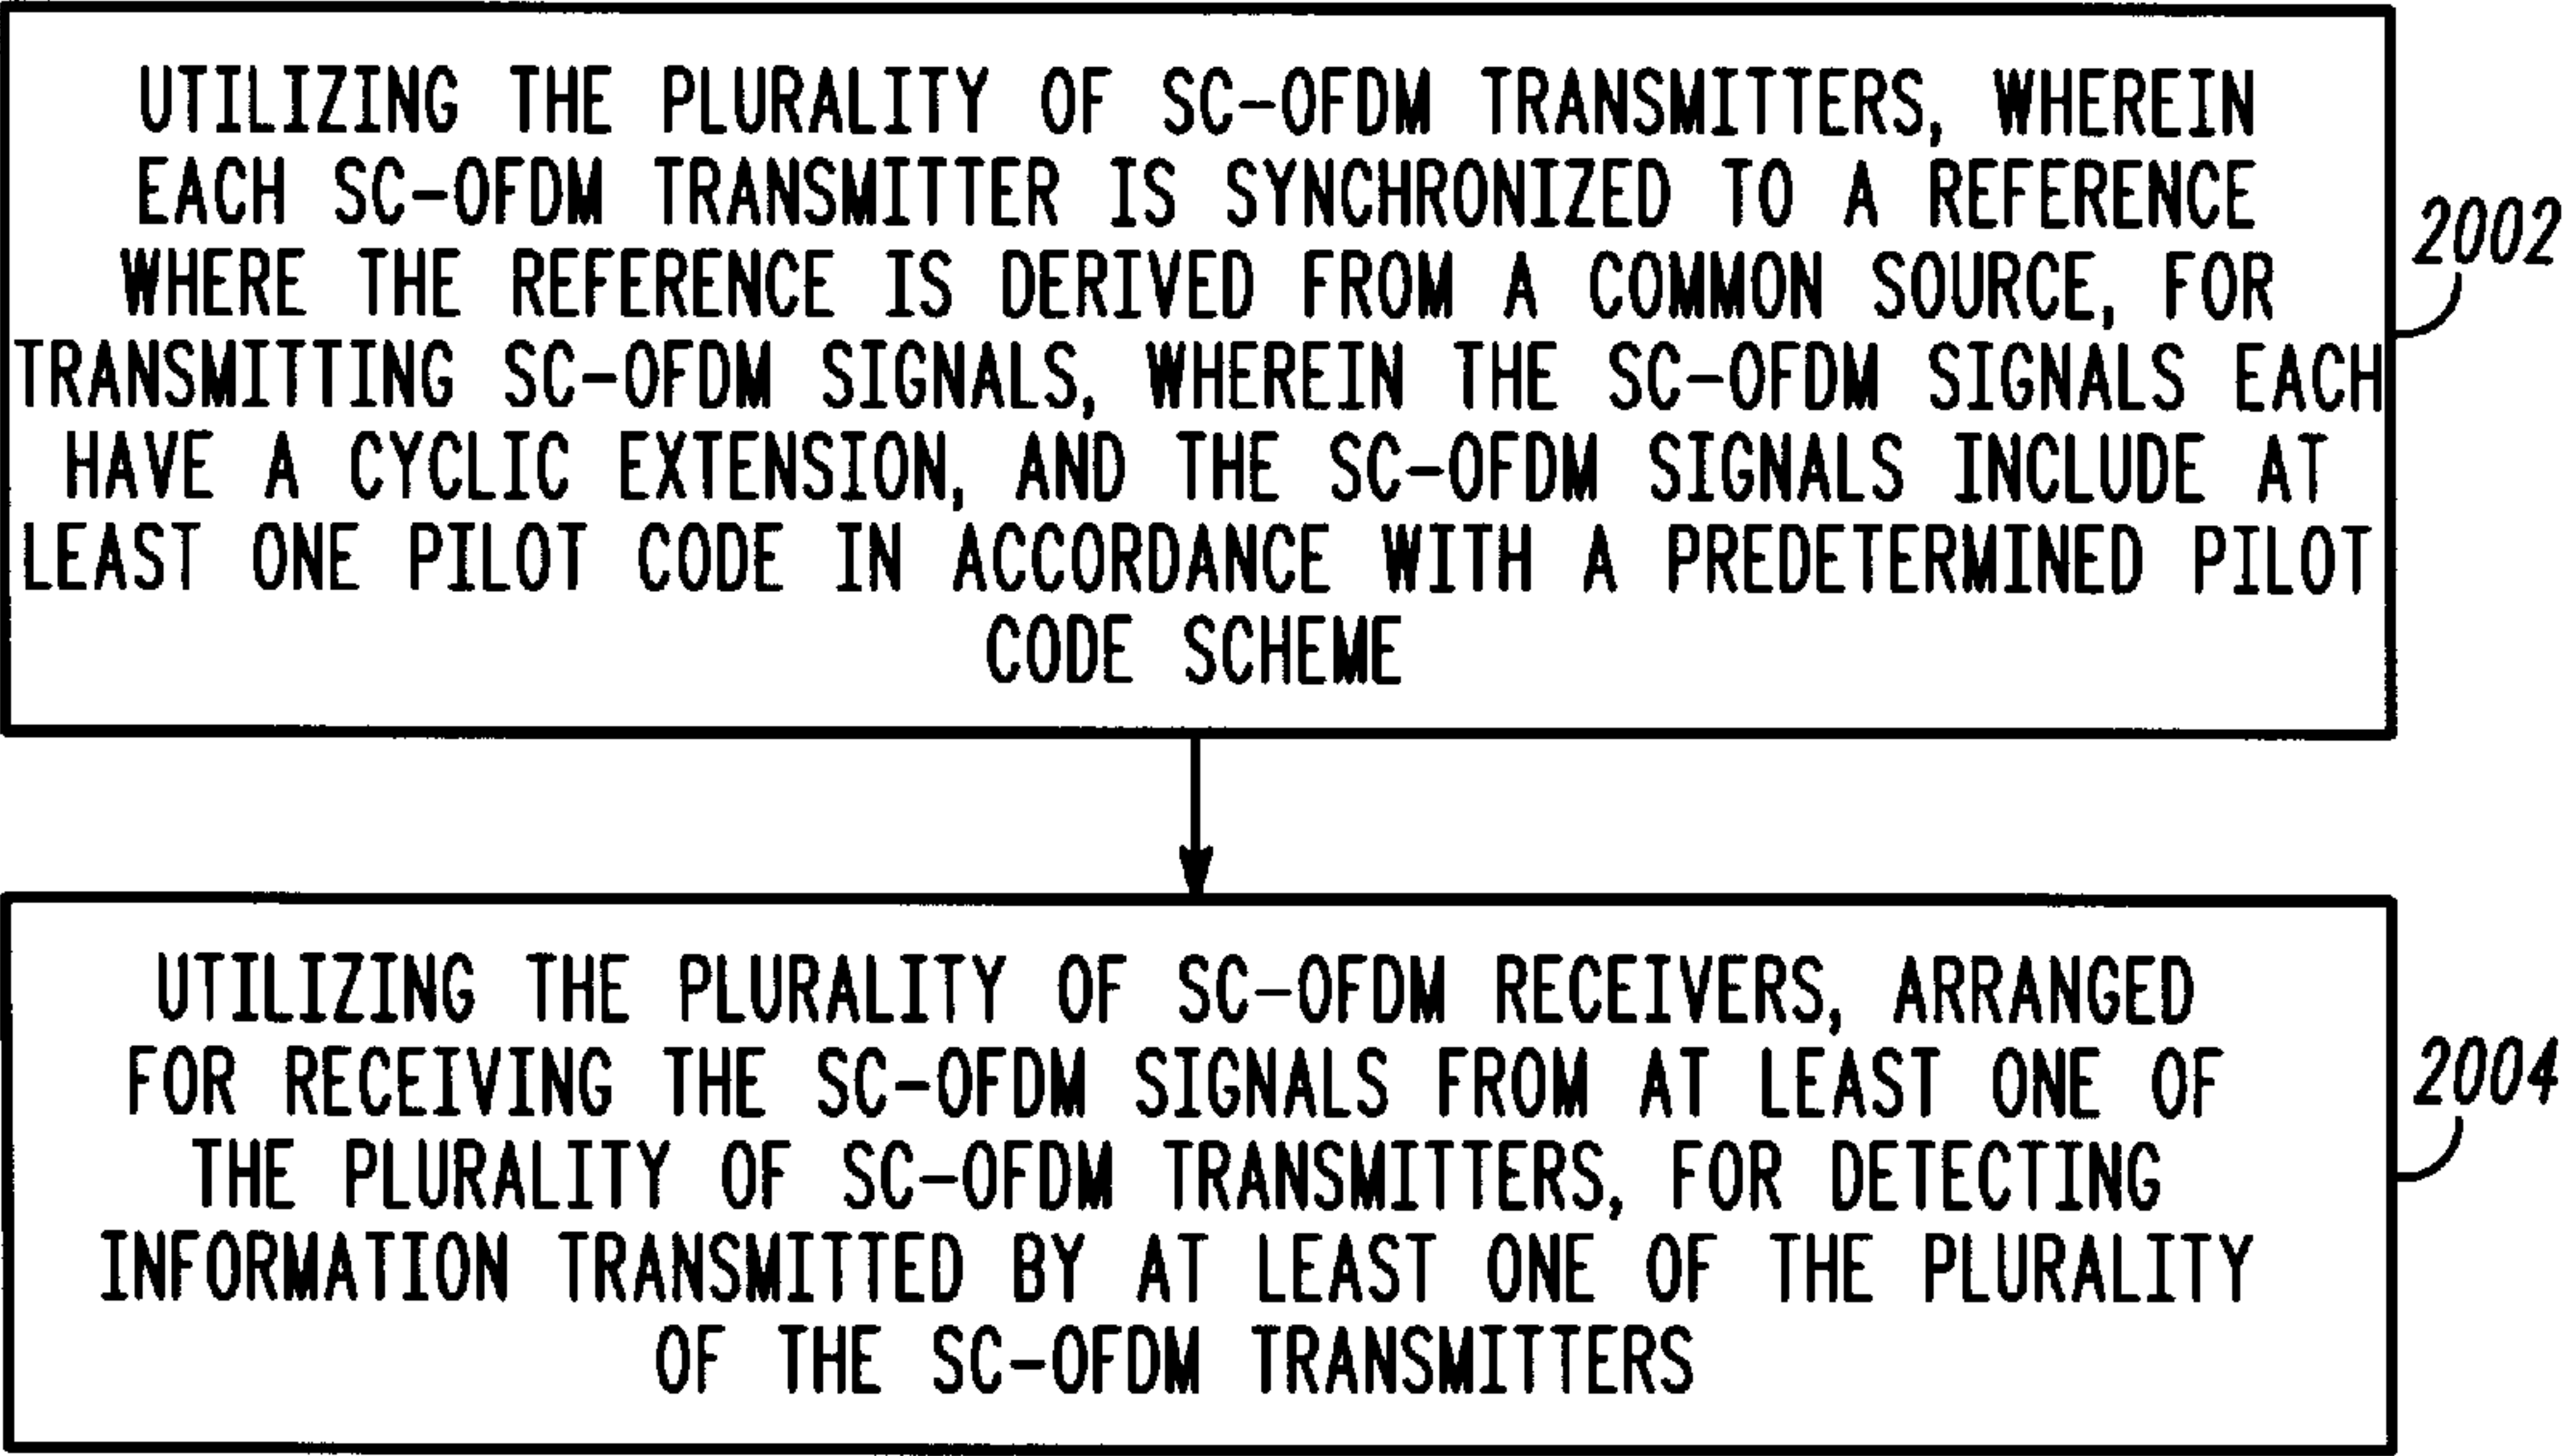 UTILIZING THE PLURALITY OF SC-OFDM TRANSMITTERS, WHEREIN
EACH SC-OFDM TRANSMITTER IS SYNCHRONIZED TO A REFERENCE
WHERE THE REFERENCE IS DERIVED FROM A COMMON SOURCE, FOR
TRANSMITTING SC-OFDM SIGNALS, WHEREIN THE SC-OFDM SIGNALS EACH
HAVE A CYCLIC EXTENSION, AND THE SC-OFDM SIGNALS INCLUDE AT
LEAST ONE PILOT CODE IN ACCORDANCE WITH A PREDETERMINED PILOT
CODE SCHEME
2002
UTILIZING THE PLURALITY OF SC-OFDM RECEIVERS, ARRANGED
FOR RECEIVING THE SC-OFDM SIGNALS FROM AT LEAST ONE OF
THE PLURALITY OF SC-OFDM TRANSMITTERS, FOR DETECTING
INFORMATION TRANSMITTED BY AT LEAST ONE OF THE PLURALITY
OF THE SC-OFDM TRANSMITTERS
2004